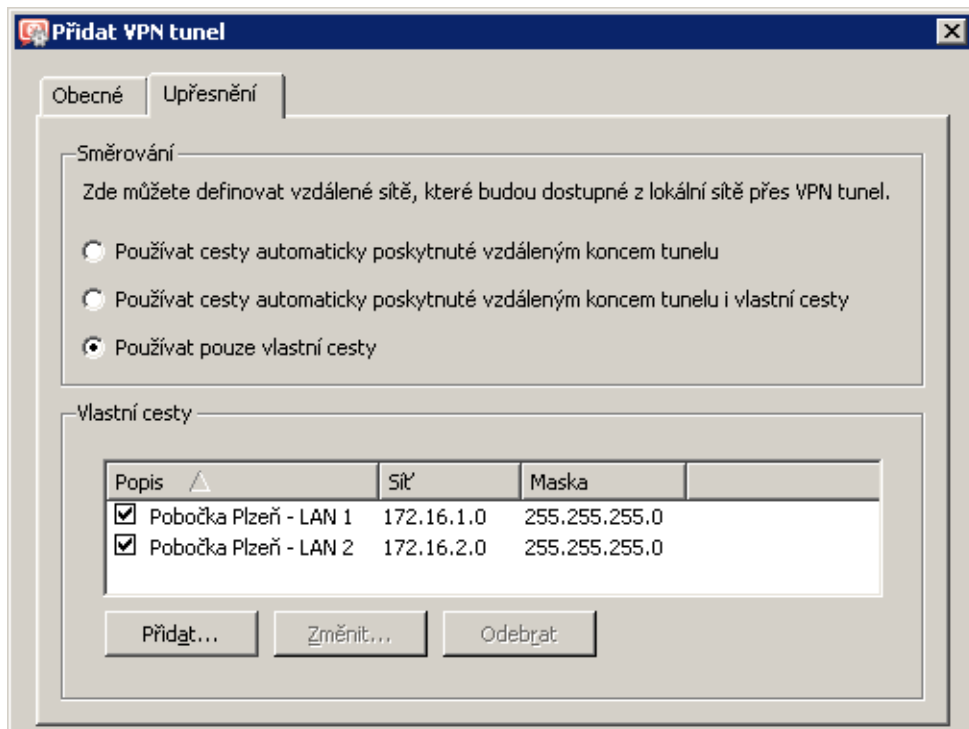 Přidat VPN tunel
Obecné
Upřesnění
Směrování
Zde můžete definovat vzdálené sítě, které budou dostupné z lokální sítě přes VPN tunel.
Používat cesty automaticky poskytnuté vzdáleným koncem tunelu
Používat cesty automaticky poskytnuté vzdáleným koncem tunelu i vlastní cesty
Používat pouze vlastní cesty
Vlastní cesty
Popis Síť Maska
Pobočka Plzeň - LAN 1 172.16.1.0 255.255.255.0
Pobočka Plzeň - LAN 2 172.16.2.0 255.255.255.0
Přidat... Změnit... Odebrat